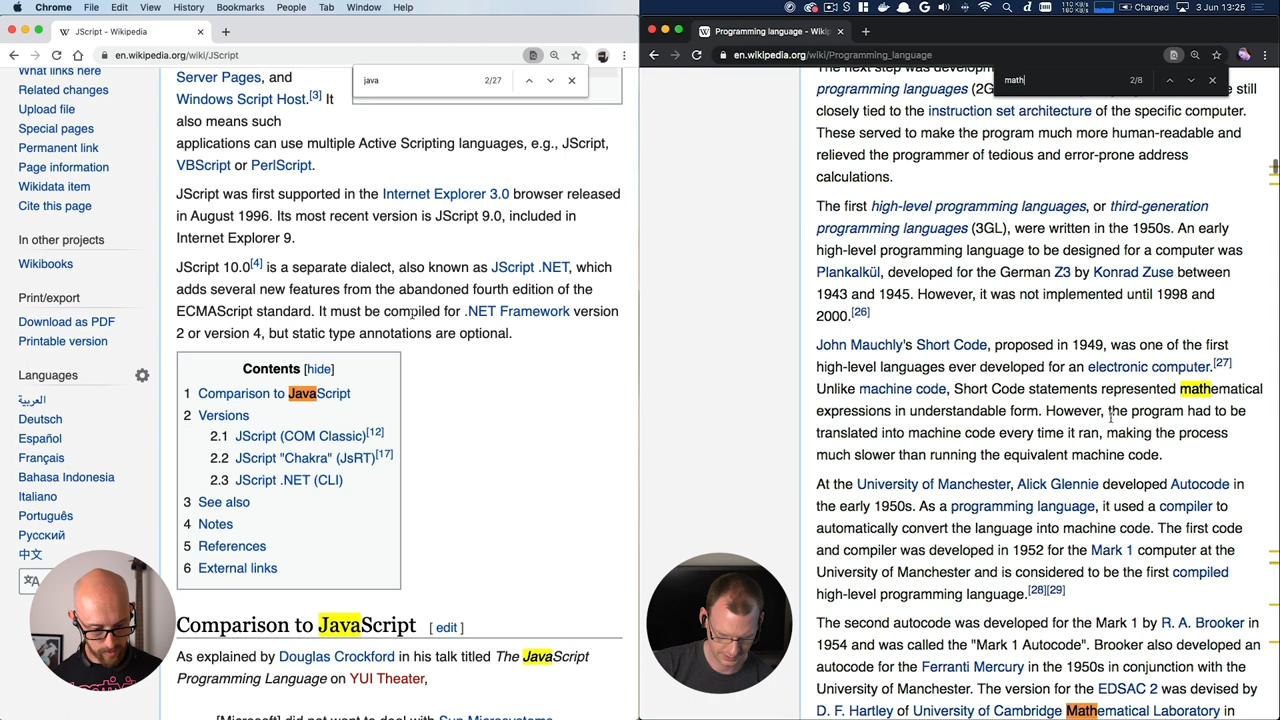 Chrome File Edit View History Bookmarks People Tab Window Help
110 KB/s
Charged 3 Jun 13:25
JScript - Wikipedia
en.wikipedia.org/wiki/JScript
java 2/27
What links here
Related changes
Upload file
Special pages
Permanent link
Page information
Wikidata item
Cite this page
In other projects
Wikibooks
Print/export
Download as PDF
Printable version
Languages
العربية
Deutsch
Español
Français
Bahasa Indonesia
Italiano
Português
Русский
中文
Server Pages, and
Windows Script Host.[3] It
also means such
applications can use multiple Active Scripting languages, e.g., JScript,
VBScript or PerlScript.
JScript was first supported in the Internet Explorer 3.0 browser released
in August 1996. Its most recent version is JScript 9.0, included in
Internet Explorer 9.
JScript 10.0[4] is a separate dialect, also known as JScript .NET, which
adds several new features from the abandoned fourth edition of the
ECMAScript standard. It must be compiled for .NET Framework version
2 or version 4, but static type annotations are optional.
Contents [hide]
1 Comparison to JavaScript
2 Versions
2.1 JScript (COM Classic)[12]
2.2 JScript "Chakra" (JsRT)[17]
2.3 JScript .NET (CLI)
3 See also
4 Notes
5 References
6 External links
Comparison to JavaScript [ edit ]
As explained by Douglas Crockford in his talk titled The JavaScript
Programming Language on YUI Theater,
[Microsoft] did not want to deal with Sun Microsystems
Programming language - Wiki
en.wikipedia.org/wiki/Programming_language
math 2/8
The next step was develop
programming languages (2G still
closely tied to the instruction set architecture of the specific computer.
These served to make the program much more human-readable and
relieved the programmer of tedious and error-prone address
calculations.
The first high-level programming languages, or third-generation
programming languages (3GL), were written in the 1950s. An early
high-level programming language to be designed for a computer was
Plankalkül, developed for the German Z3 by Konrad Zuse between
1943 and 1945. However, it was not implemented until 1998 and
2000.[26]
John Mauchly's Short Code, proposed in 1949, was one of the first
high-level languages ever developed for an electronic computer.[27]
Unlike machine code, Short Code statements represented mathematical
expressions in understandable form. However, the program had to be
translated into machine code every time it ran, making the process
much slower than running the equivalent machine code.
At the University of Manchester, Alick Glennie developed Autocode in
the early 1950s. As a programming language, it used a compiler to
automatically convert the language into machine code. The first code
and compiler was developed in 1952 for the Mark 1 computer at the
University of Manchester and is considered to be the first compiled
high-level programming language.[28][29]
The second autocode was developed for the Mark 1 by R. A. Brooker in
1954 and was called the "Mark 1 Autocode". Brooker also developed an
autocode for the Ferranti Mercury in the 1950s in conjunction with the
University of Manchester. The version for the EDSAC 2 was devised by
D. F. Hartley of University of Cambridge Mathematical Laboratory in